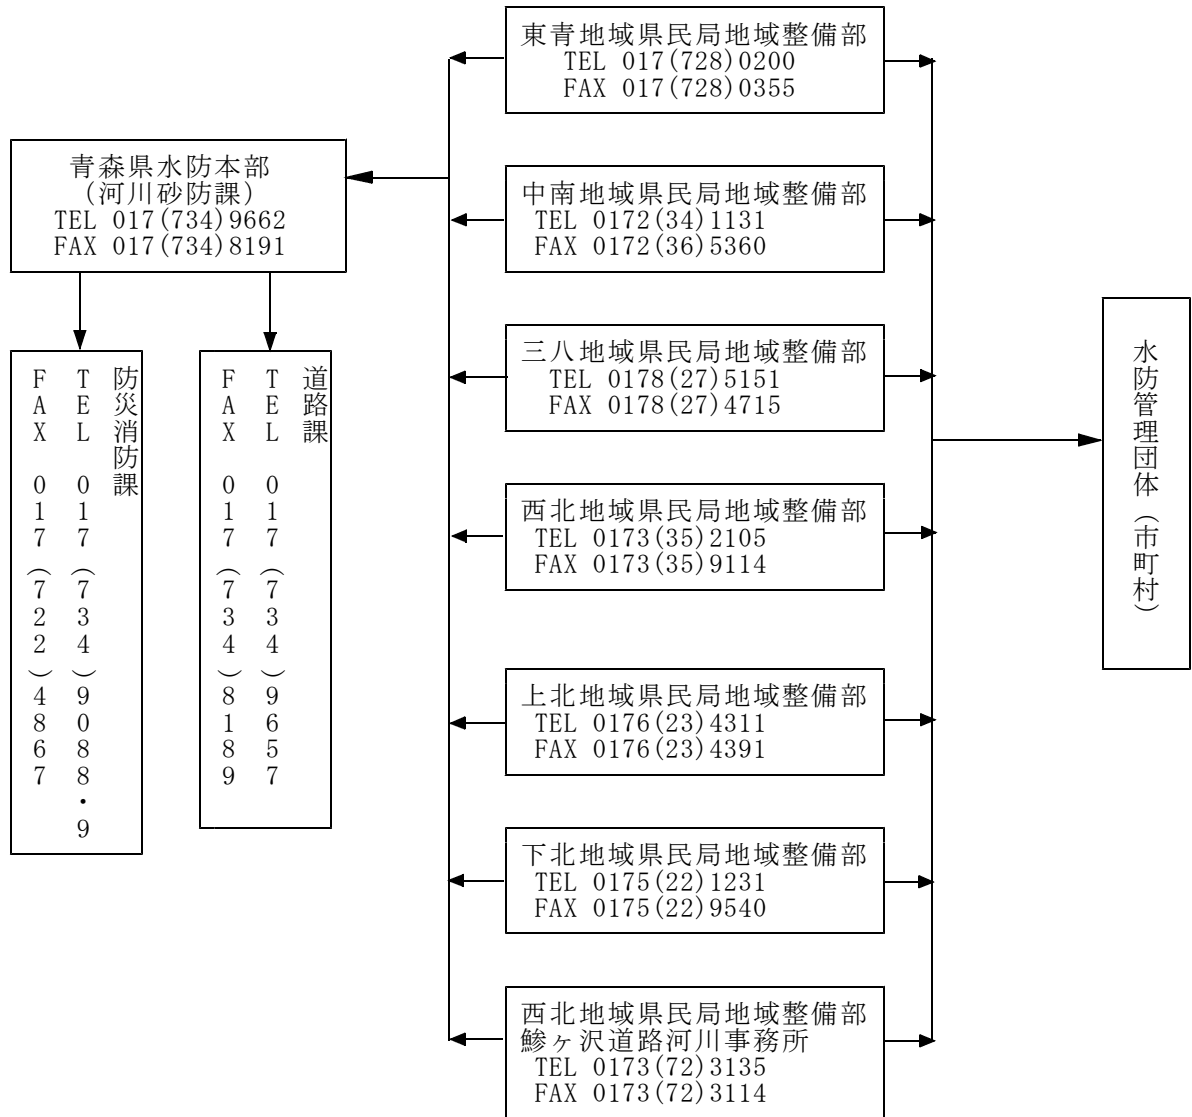 東青地域県民局地域整備部
TEL 017(728)0200
FAX 017(728)0355
青森県水防本部
(河川砂防課)
TEL 017(734)9662
FAX 017(734)8191
中南地域県民局地域整備部
TEL 0172(34)1131
FAX 0172(36)5360
三八地域県民局地域整備部
TEL 0178(27)5151
FAX 0178(27)4715
水防管理団体(市町村)
道路課
TEL 017(734)9657
FAX 017(734)8189
防災消防課
TEL 017(734)9088・9
FAX 017(722)4867
西北地域県民局地域整備部
TEL 0173(35)2105
FAX 0173(35)9114
上北地域県民局地域整備部
TEL 0176(23)4311
FAX 0176(23)4391
下北地域県民局地域整備部
TEL 0175(22)1231
FAX 0175(22)9540
西北地域県民局地域整備部
鯵ヶ沢道路河川事務所
TEL 0173(72)3135
FAX 0173(72)3114